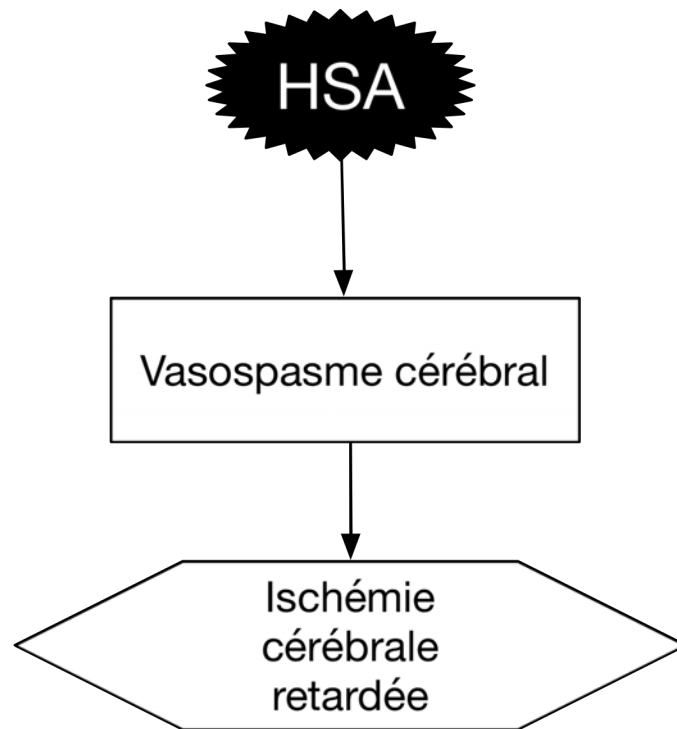 HSA
Vasospasme cérébral
Ischémie
cérébrale
retardée